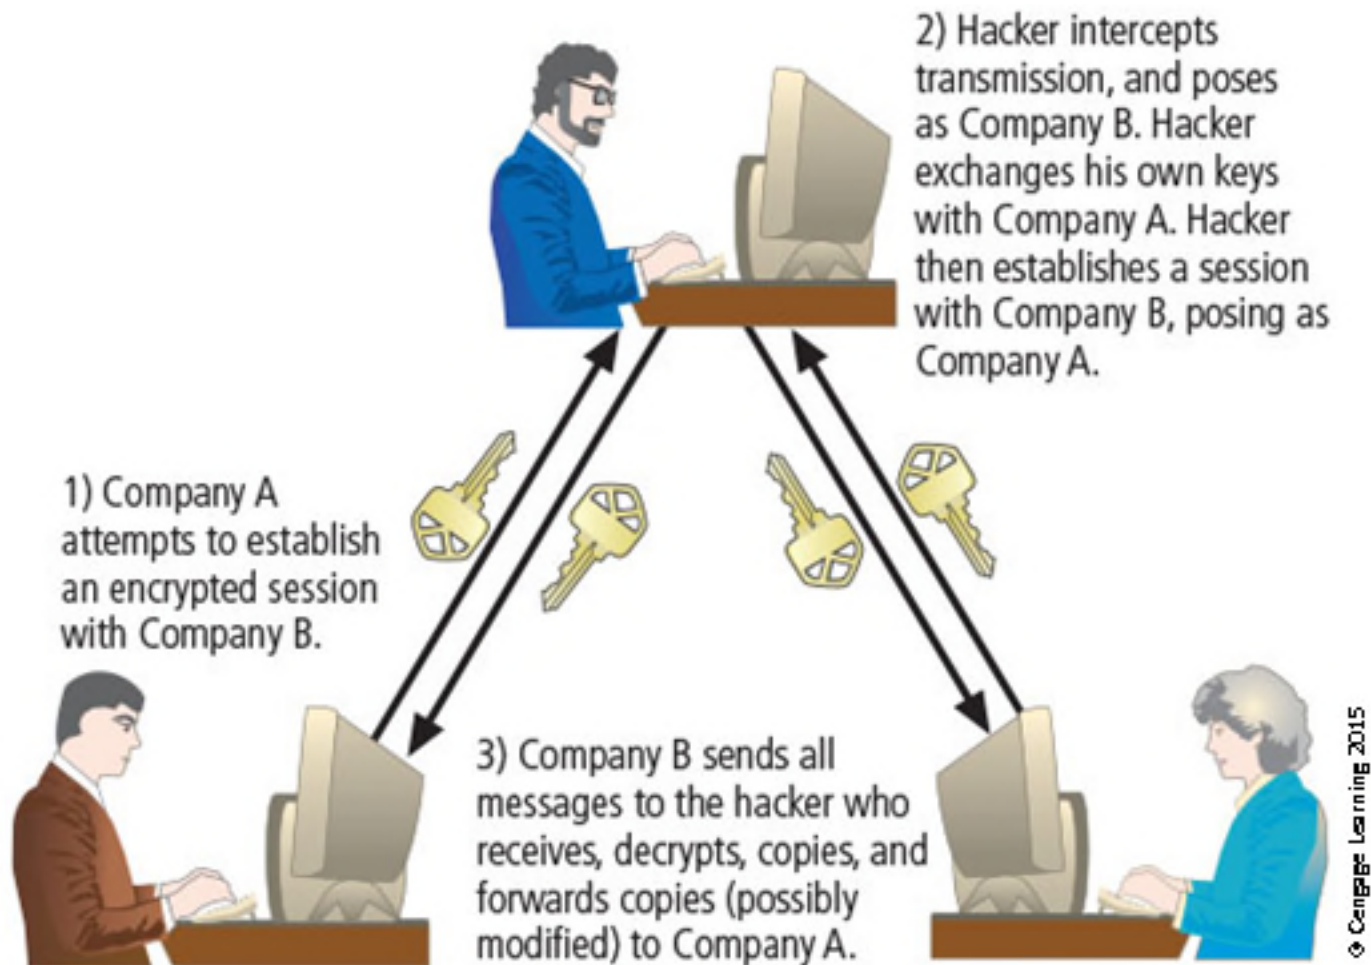 2) Hacker intercepts
transmission, and poses
as Company B. Hacker
exchanges his own keys
with Company A. Hacker
then establishes a session
with Company B, posing as
Company A.
1) Company A
attempts to establish
an encrypted session
with Company B.
3) Company B sends all
messages to the hacker who
receives, decrypts, copies, and
forwards copies (possibly
modified) to Company A.
© Cengage Learning 2015